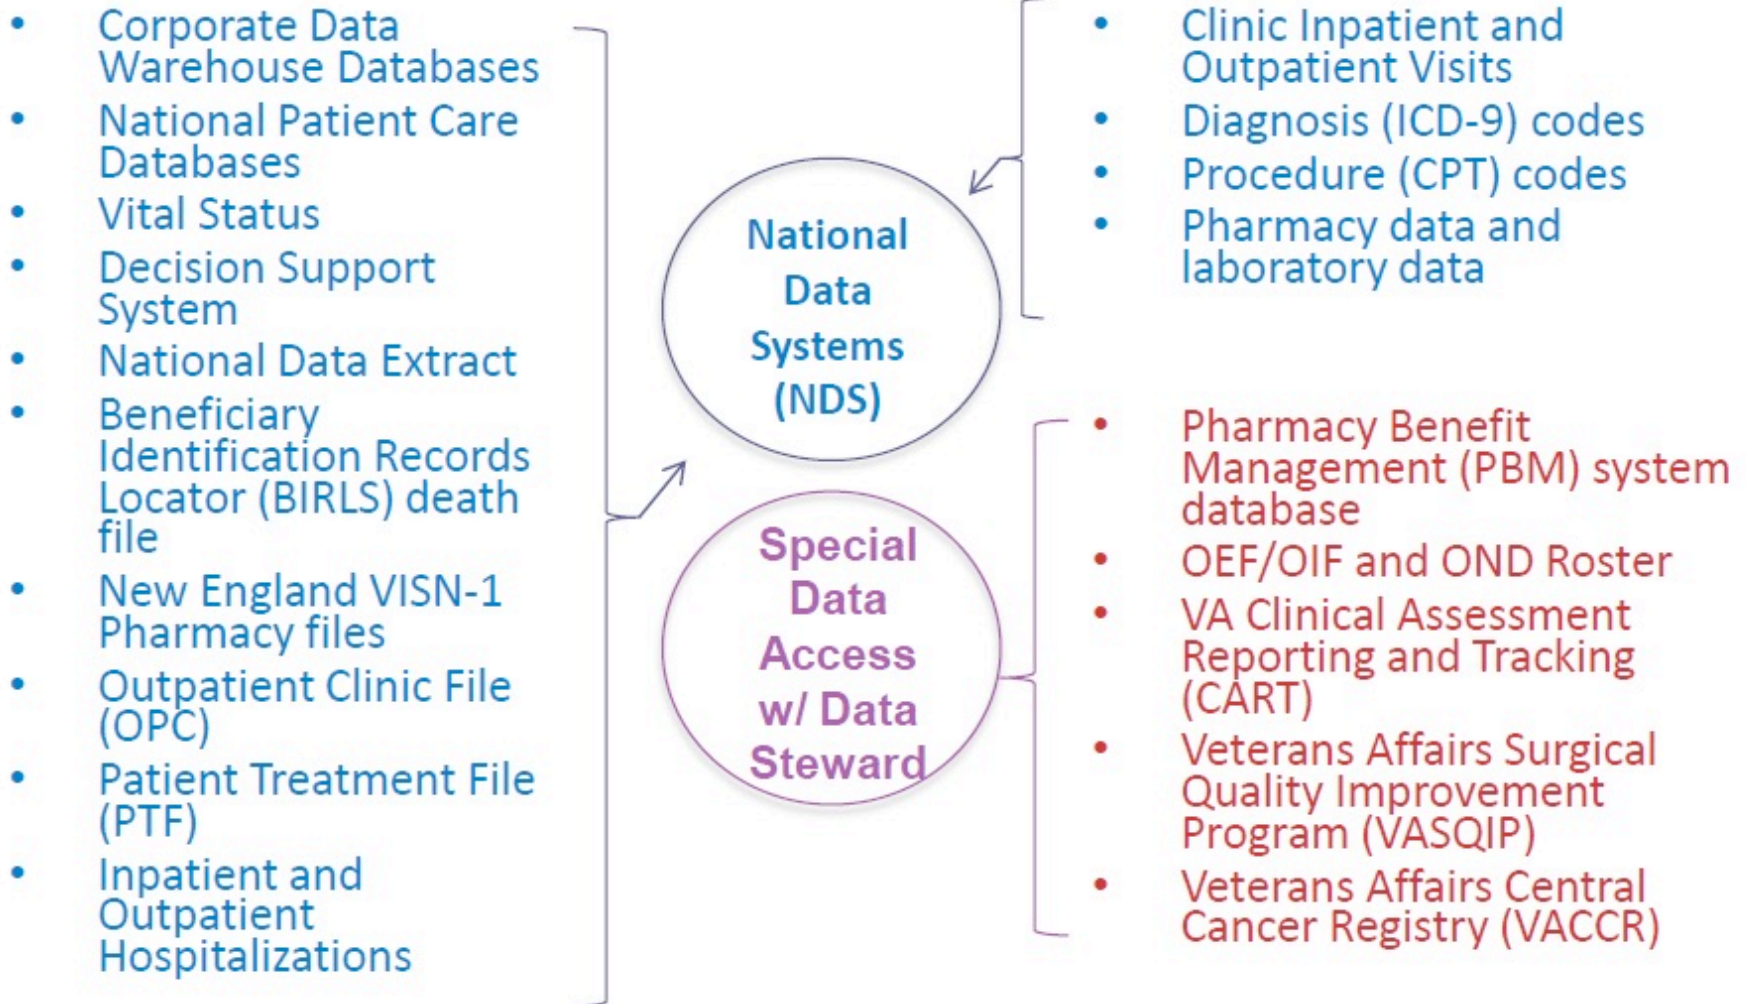 • Corporate Data
Warehouse Databases
• National Patient Care
Databases
• Vital Status
• Decision Support
System
• National Data Extract
• Beneficiary
Identification Records
Locator (BIRLS) death
file
• New England VISN-1
Pharmacy files
• Outpatient Clinic File
(OPC)
• Patient Treatment File
(PTF)
• Inpatient and
Outpatient
Hospitalizations
National
Data
Systems
(NDS)
Special
Data
Access
w/ Data
Steward
• Clinic Inpatient and
Outpatient Visits
• Diagnosis (ICD-9) codes
• Procedure (CPT) codes
• Pharmacy data and
laboratory data
• Pharmacy Benefit
Management (PBM) system
database
• OEF/OIF and OND Roster
• VA Clinical Assessment
Reporting and Tracking
(CART)
• Veterans Affairs Surgical
Quality Improvement
Program (VASQIP)
• Veterans Affairs Central
Cancer Registry (VACCR)